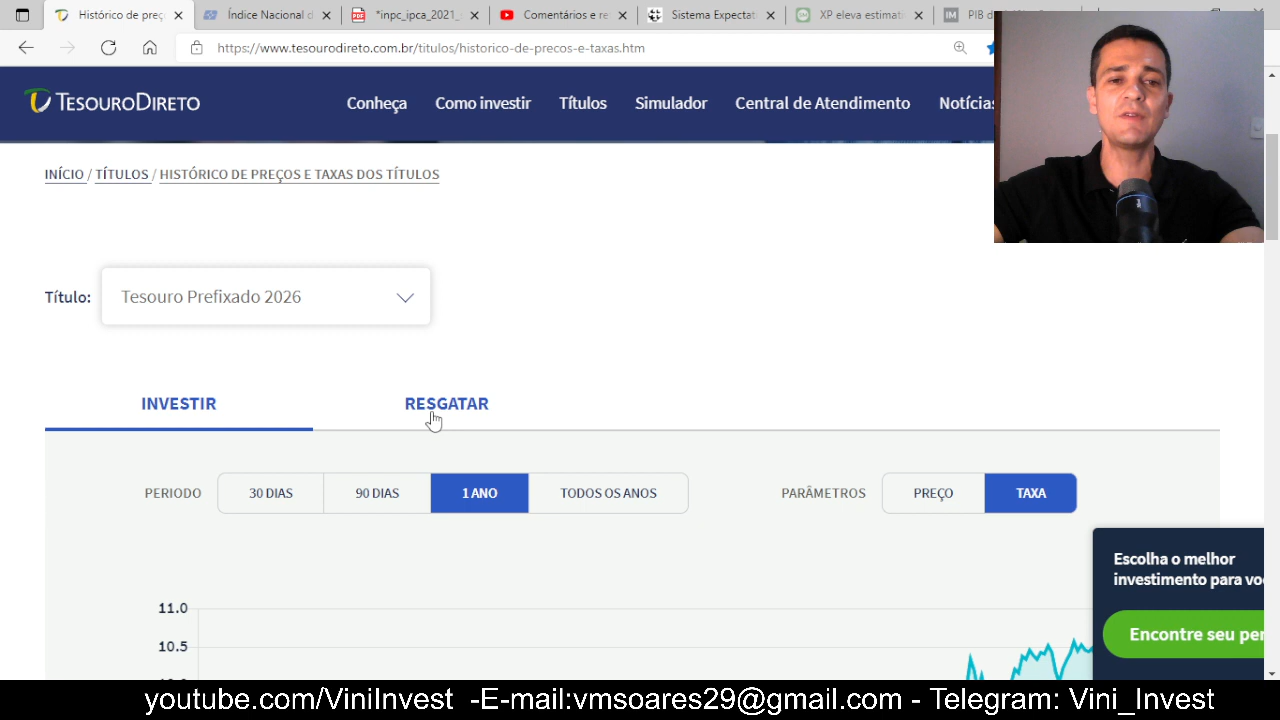 Histórico de preç
Índice Nacional d
*inpc_ipca_2021_
Comentários e re
Sistema Expectat
XP eleva estimati
PIB d
https://www.tesourodireto.com.br/titulos/historico-de-precos-e-taxas.htm
TESOURODIRETO
Conheça
Como investir
Títulos
Simulador
Central de Atendimento
Notícias
INÍCIO / TÍTULOS / HISTÓRICO DE PREÇOS E TAXAS DOS TÍTULOS
Título:
Tesouro Prefixado 2026
INVESTIR
RESGATAR
PERIODO
30 DIAS
90 DIAS
1 ANO
TODOS OS ANOS
PARÂMETROS
PREÇO
TAXA
Escolha o melhor
investimento para voc
Encontre seu per
11.0
10.5
youtube.com/ViniInvest -E-mail:vmsoares29@gmail.com - Telegram: Vini_Invest